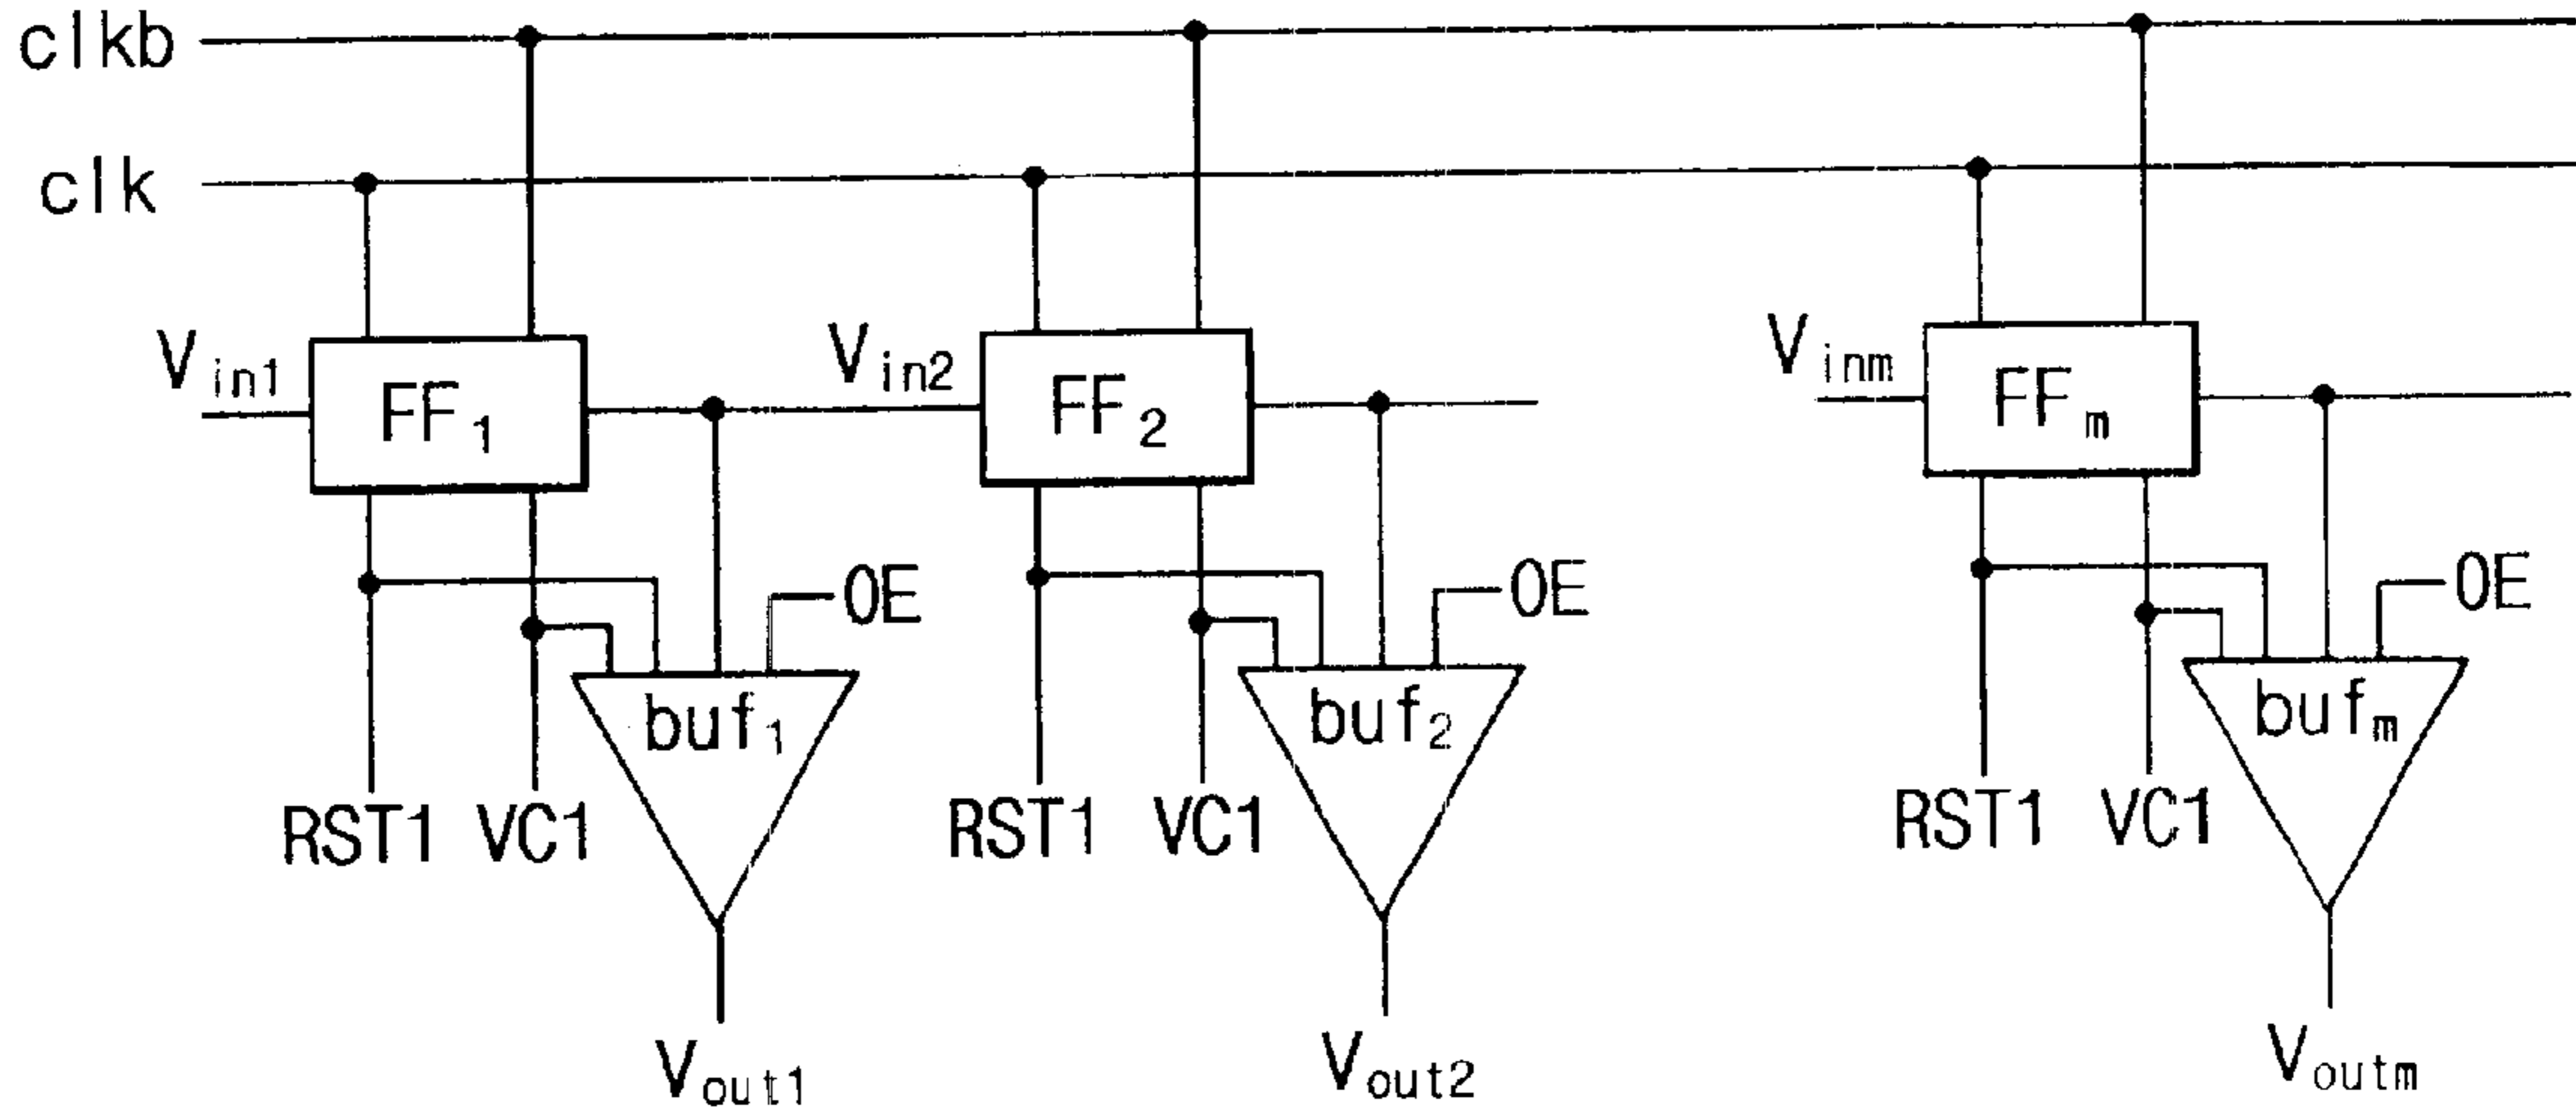 clkb
clk
Vin1
FF1
Vin2
FF2
Vinm
FFm
OE
OE
OE
buf1
buf2
bufm
RST1 VC1
RST1 VC1
RST1 VC1
Vout1
Vout2
Voutm